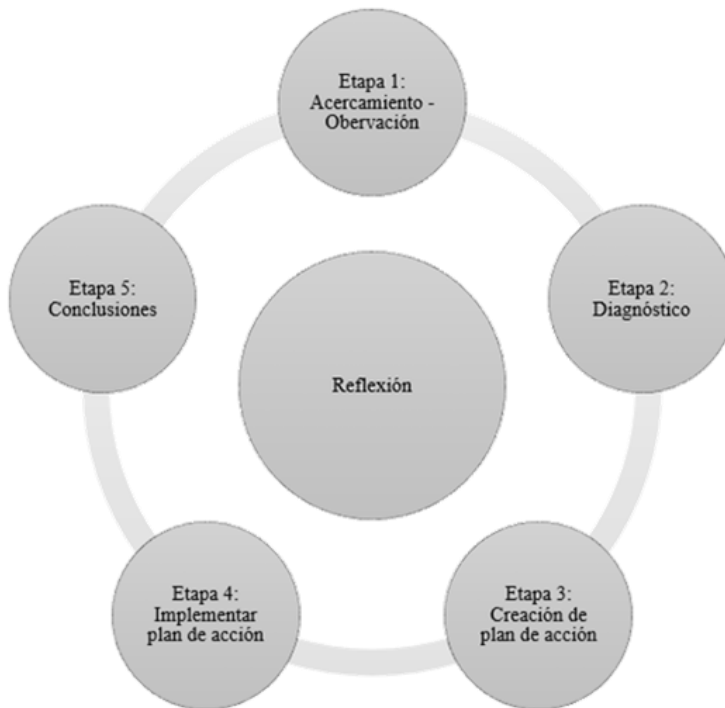 Etapa 1:
Acercamiento -
Obervación
Etapa 2:
Diagnóstico
Etapa 3:
Creación de
plan de acción
Etapa 4:
Implementar
plan de acción
Etapa 5:
Conclusiones
Reflexión